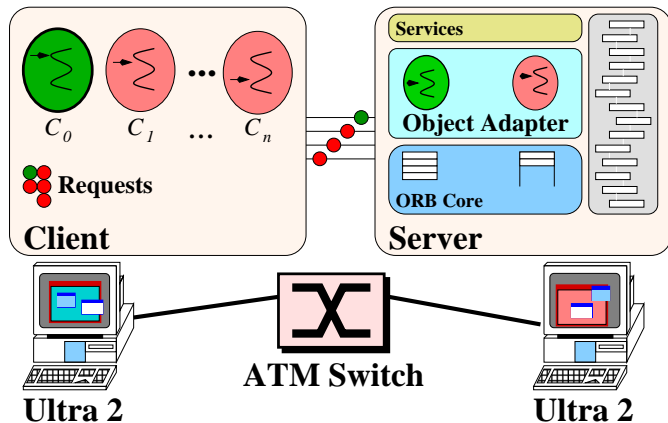 Services
C0 C1 ... Cn
Object Adapter
Requests
ORB Core
Client
Server
ATM Switch
Ultra 2
Ultra 2